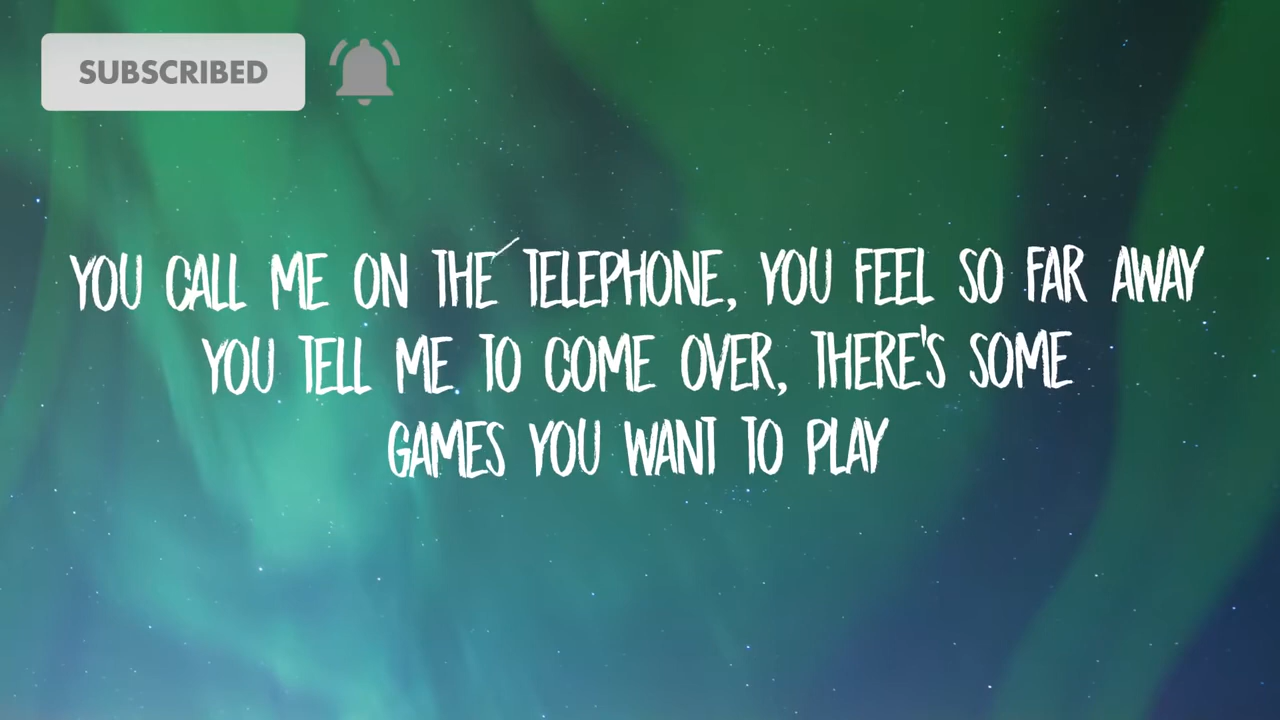 SUBSCRIBED
YOU CALL ME ON THE TELEPHONE, YOU FEEL SO FAR AWAY
YOU TELL ME TO COME OVER, THERE'S SOME
GAMES YOU WANT TO PLAY